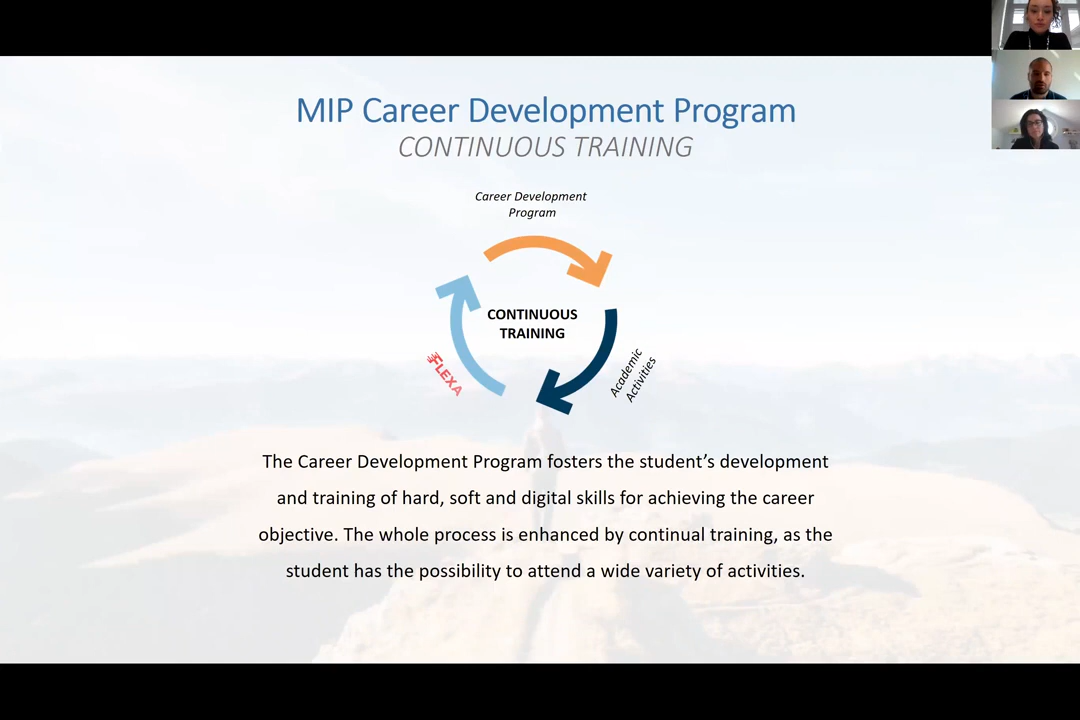 MIP Career Development Program
CONTINUOUS TRAINING
Career Development
Program
CONTINUOUS
TRAINING
FLEXA
Academic
Activities
The Career Development Program fosters the student’s development
and training of hard, soft and digital skills for achieving the career
objective. The whole process is enhanced by continual training, as the
student has the possibility to attend a wide variety of activities.